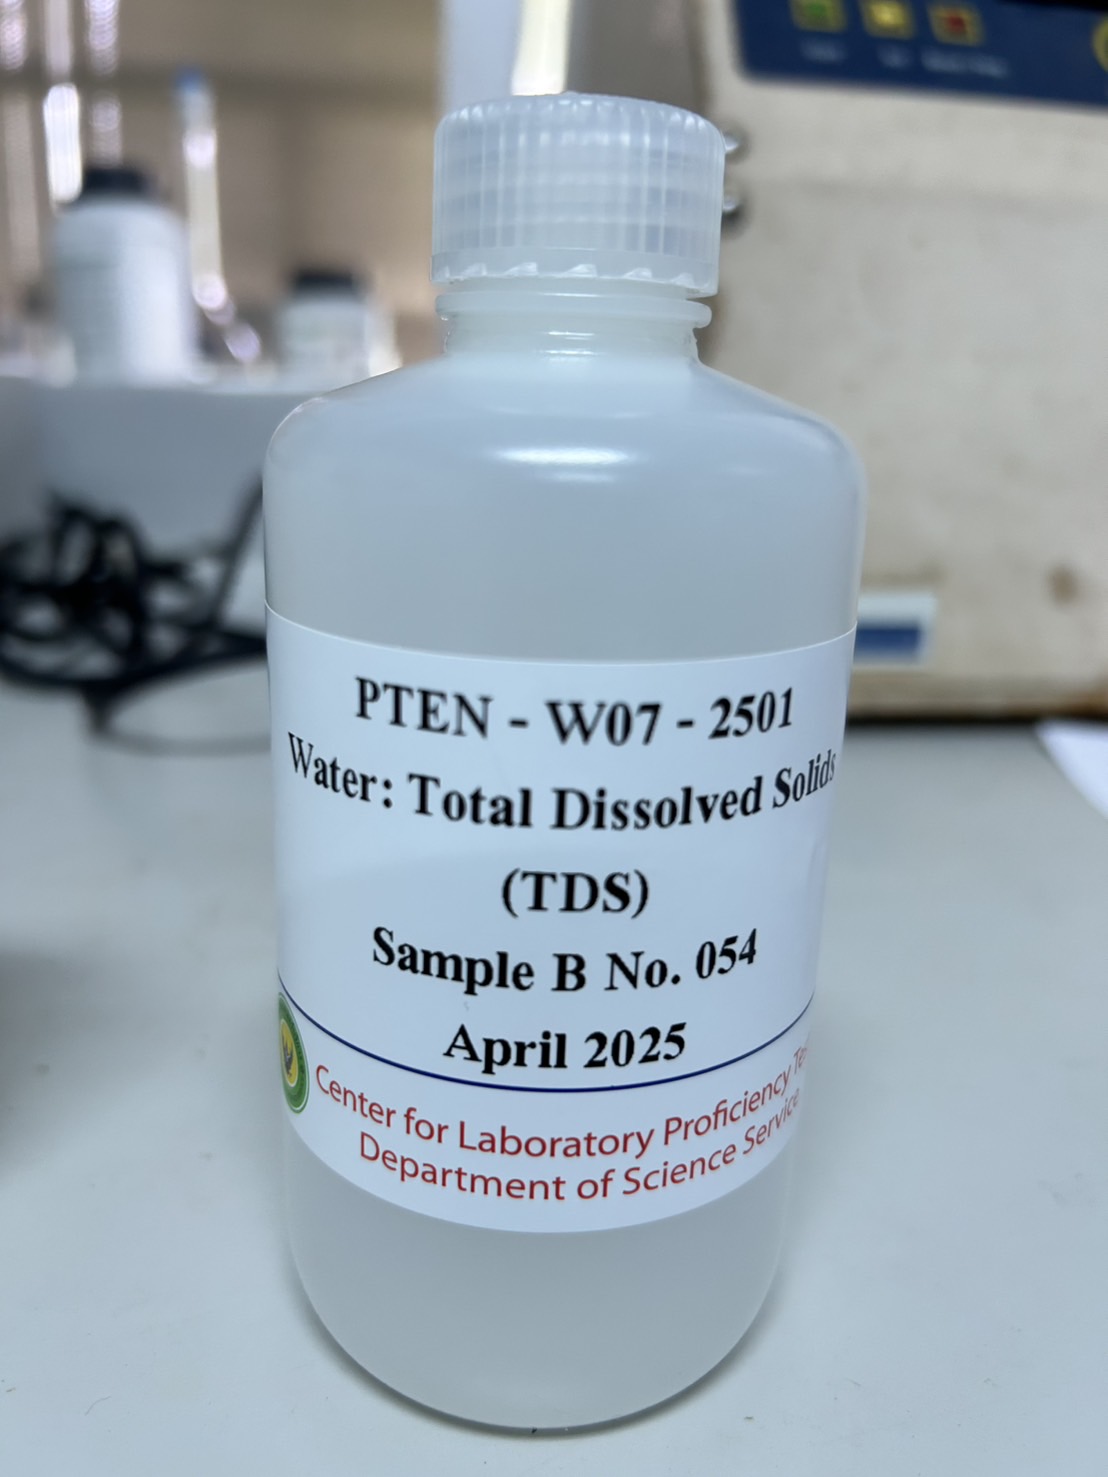 PTEN - W07 - 2501
Water: Total Dissolved Solids
(TDS)
Sample B No. 054
April 2025
Center for Laboratory Proficiency
Department of Science Service